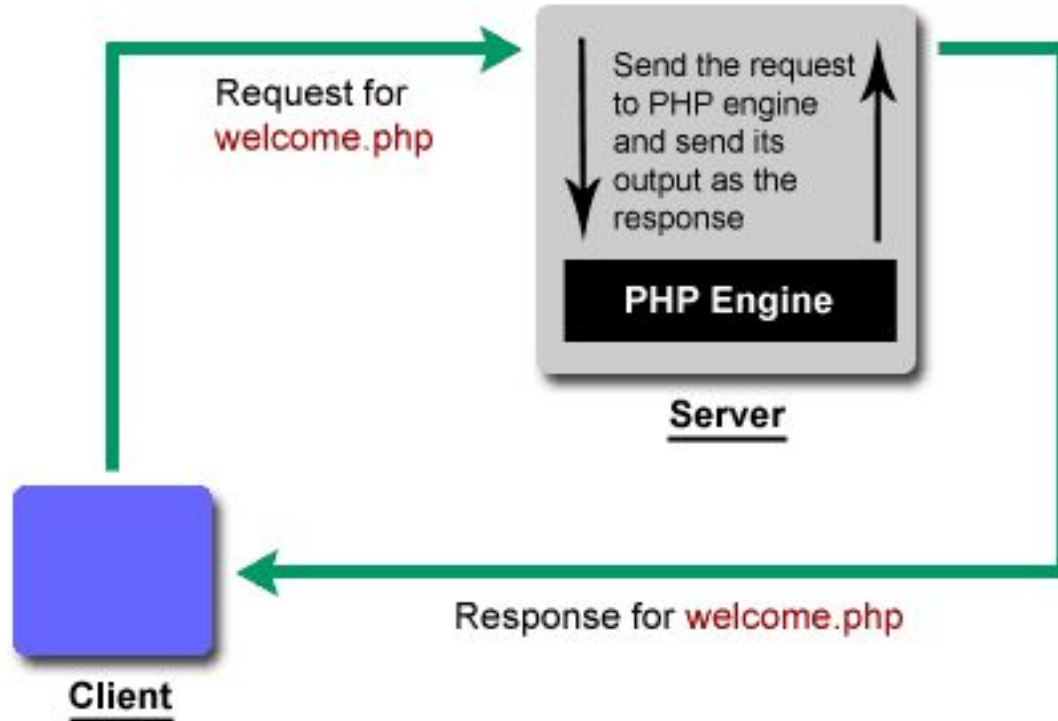 Request for
welcome.php
Send the request
to PHP engine
and send its
output as the
response
PHP Engine
Server
Response for welcome.php
Client